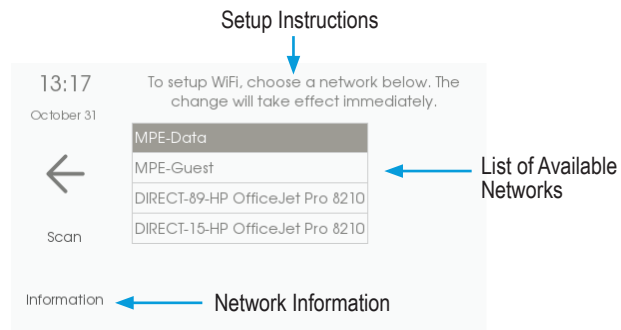 Setup Instructions
13:17
October 31
To setup WiFi, choose a network below. The
change will take effect immediately.
MPE-Data
MPE-Guest
DIRECT-89-HP OfficeJet Pro 8210
DIRECT-15-HP OfficeJet Pro 8210
List of Available
Networks
Scan
Information
Network Information